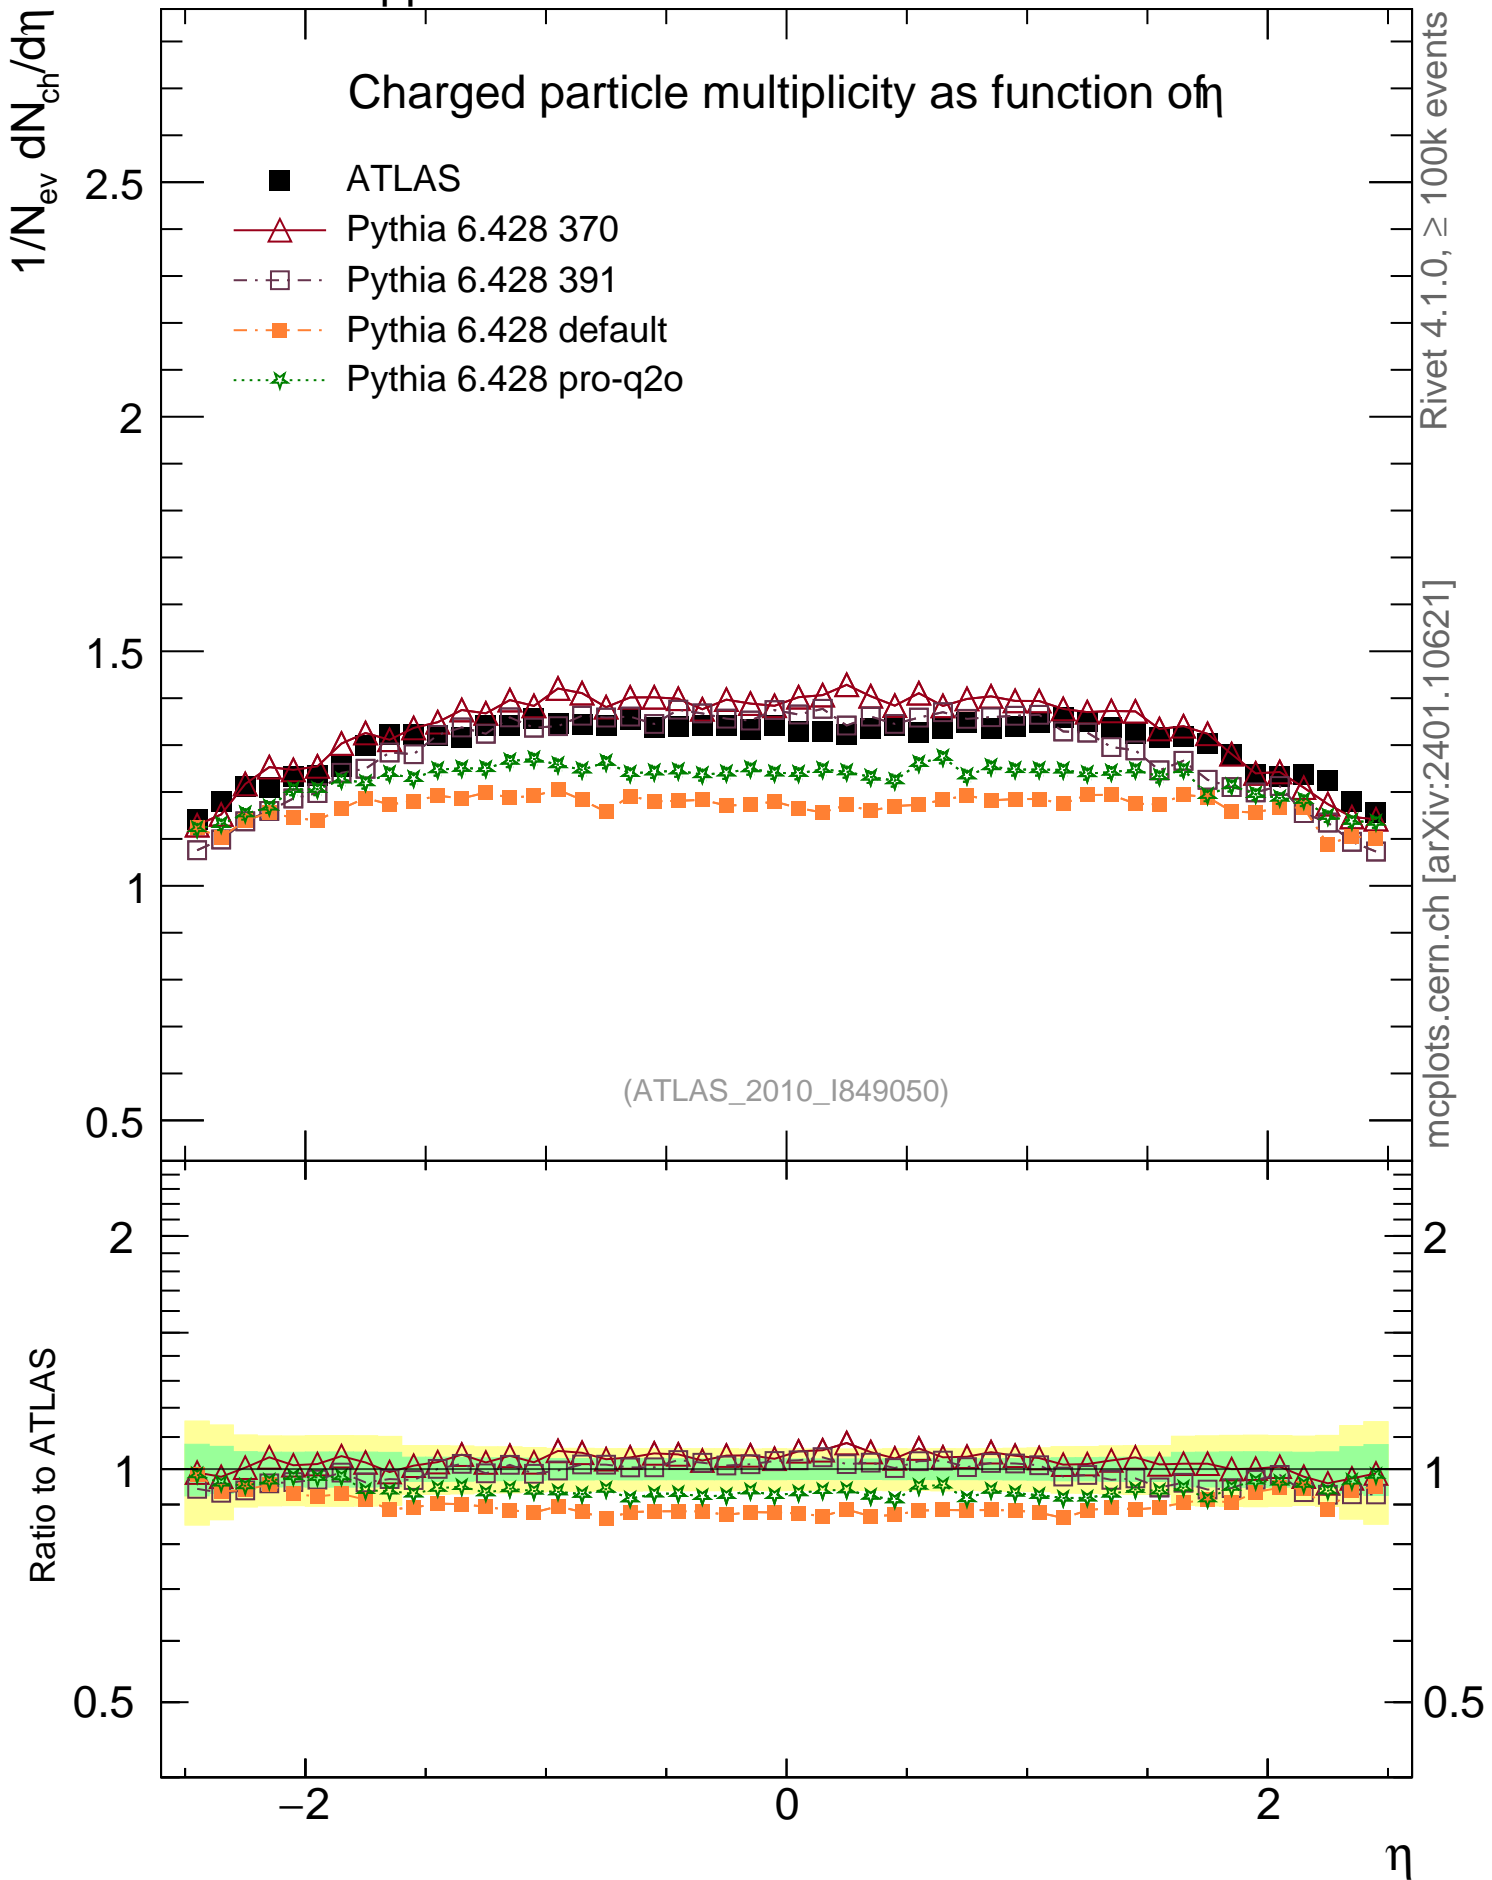 pp
1/N_ev dN_ch/dη
Charged particle multiplicity as function of η
ATLAS
Pythia 6.428 370
Pythia 6.428 391
Pythia 6.428 default
Pythia 6.428 pro-q2o
2.5
2
1.5
1
0.5
(ATLAS_2010_I849050)
Rivet 4.1.0, ≥ 100k events
mcplots.cern.ch [arXiv:2401.10621]
Ratio to ATLAS
2
1
0.5
2
1
0.5
−2
0
2
η